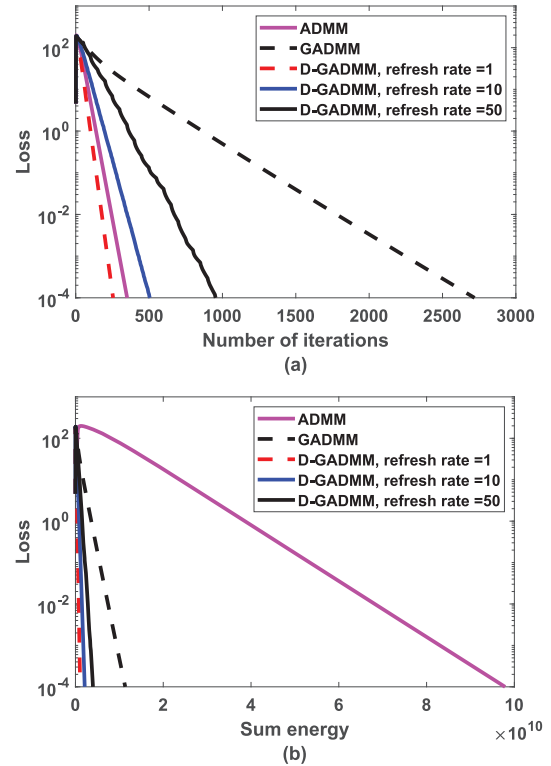 10^2
10^0
10^-2
10^-4
Loss
ADMM
GADMM
D-GADMM, refresh rate =1
D-GADMM, refresh rate =10
D-GADMM, refresh rate =50
0 500 1000 1500 2000 2500 3000
Number of iterations
(a)
10^2
10^0
10^-2
10^-4
Loss
ADMM
GADMM
D-GADMM, refresh rate =1
D-GADMM, refresh rate =10
D-GADMM, refresh rate =50
0 2 4 6 8 10
Sum energy
× 10^10
(b)